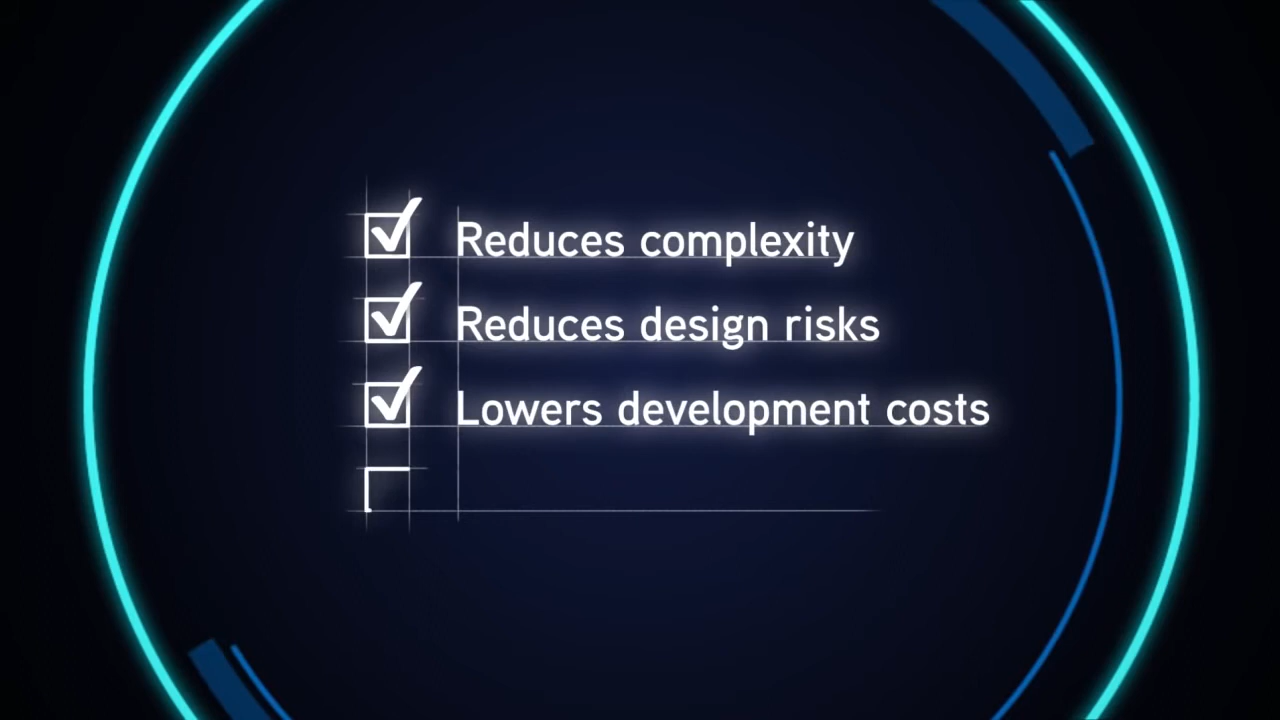 Reduces complexity
Reduces design risks
Lowers development costs